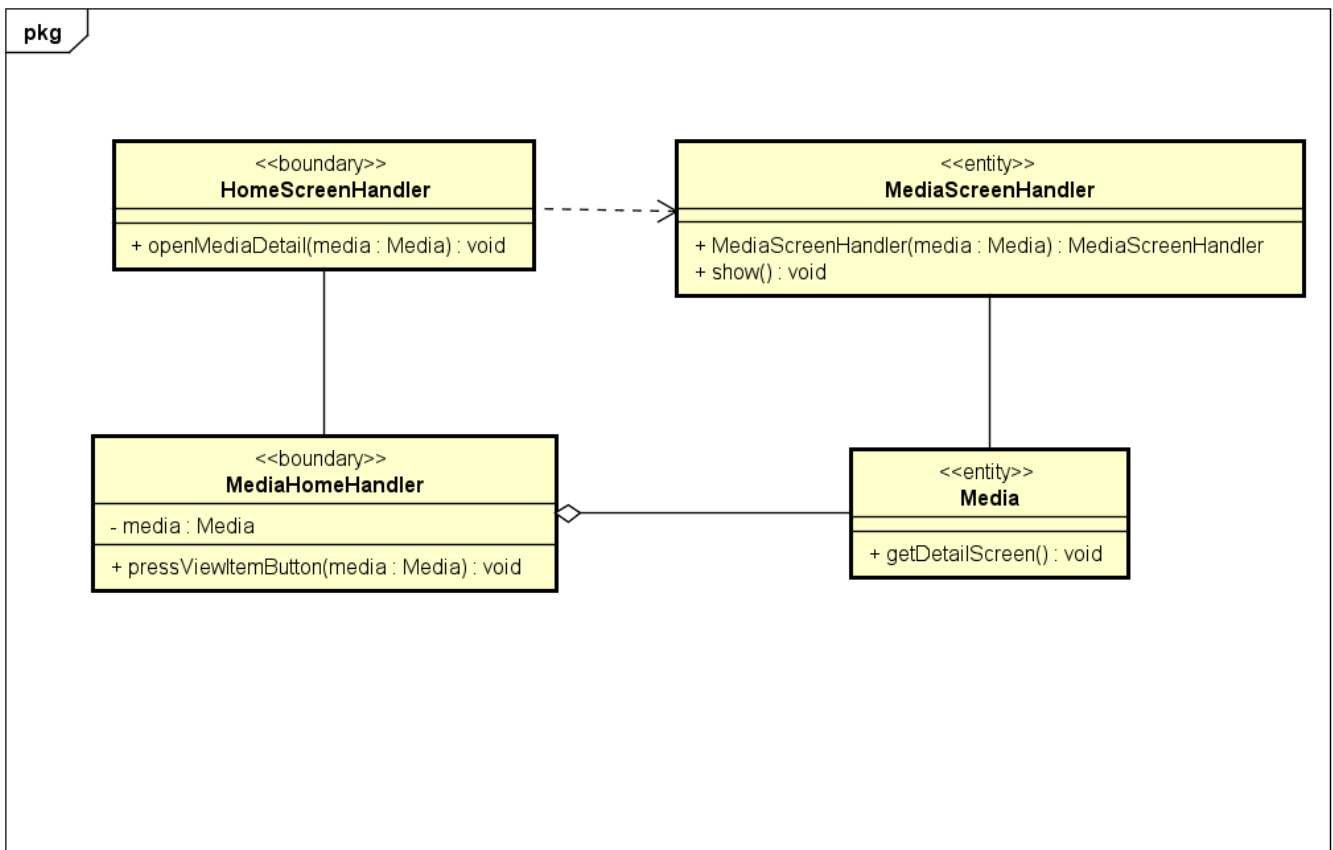 pkg
<<boundary>>
HomeScreenHandler
+ openMediaDetail(media : Media) : void
<<entity>>
MediaScreenHandler
+ MediaScreenHandler(media : Media) : MediaScreenHandler
+ show() : void
<<boundary>>
MediaHomeHandler
- media : Media
+ pressViewItemButton(media : Media) : void
<<entity>>
Media
+ getDetailScreen() : void